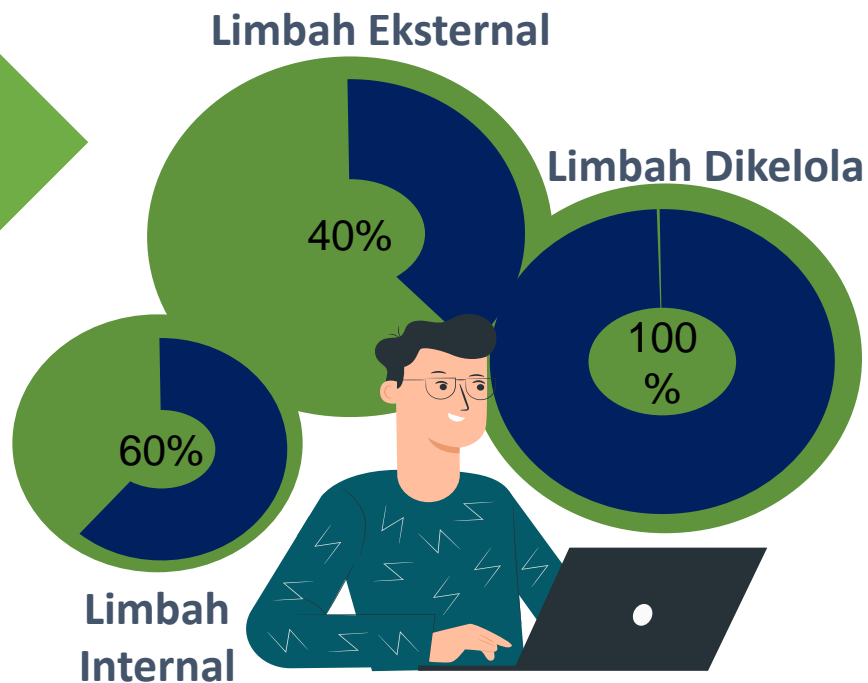 Limbah Eksternal
40%
Limbah Dikelola
100
%
60%
Limbah
Internal